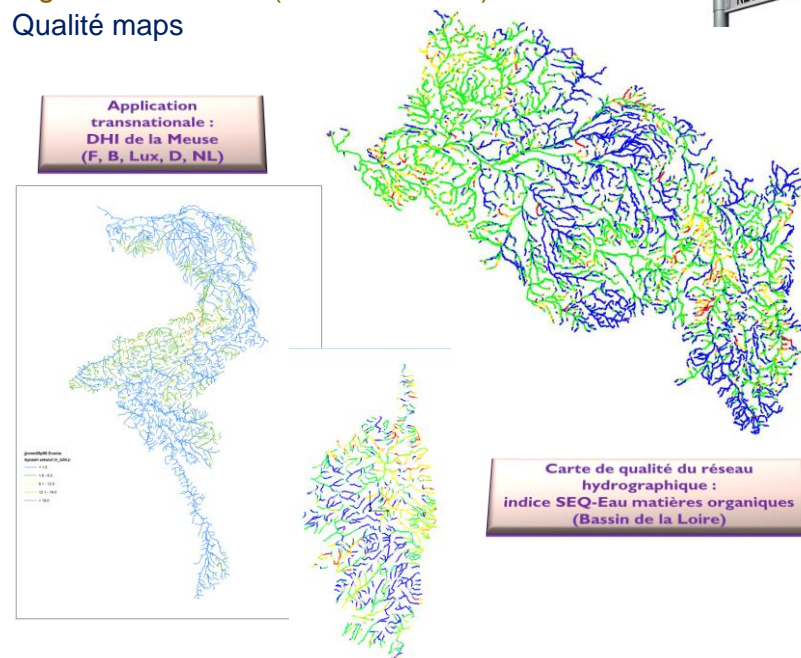 Qualité maps
Application
transnationale :
DHI de la Meuse
(F, B, Lux, D, NL)
Carte de qualité du réseau
hydrographique :
indice SEQ-Eau matières organiques
(Bassin de la Loire)